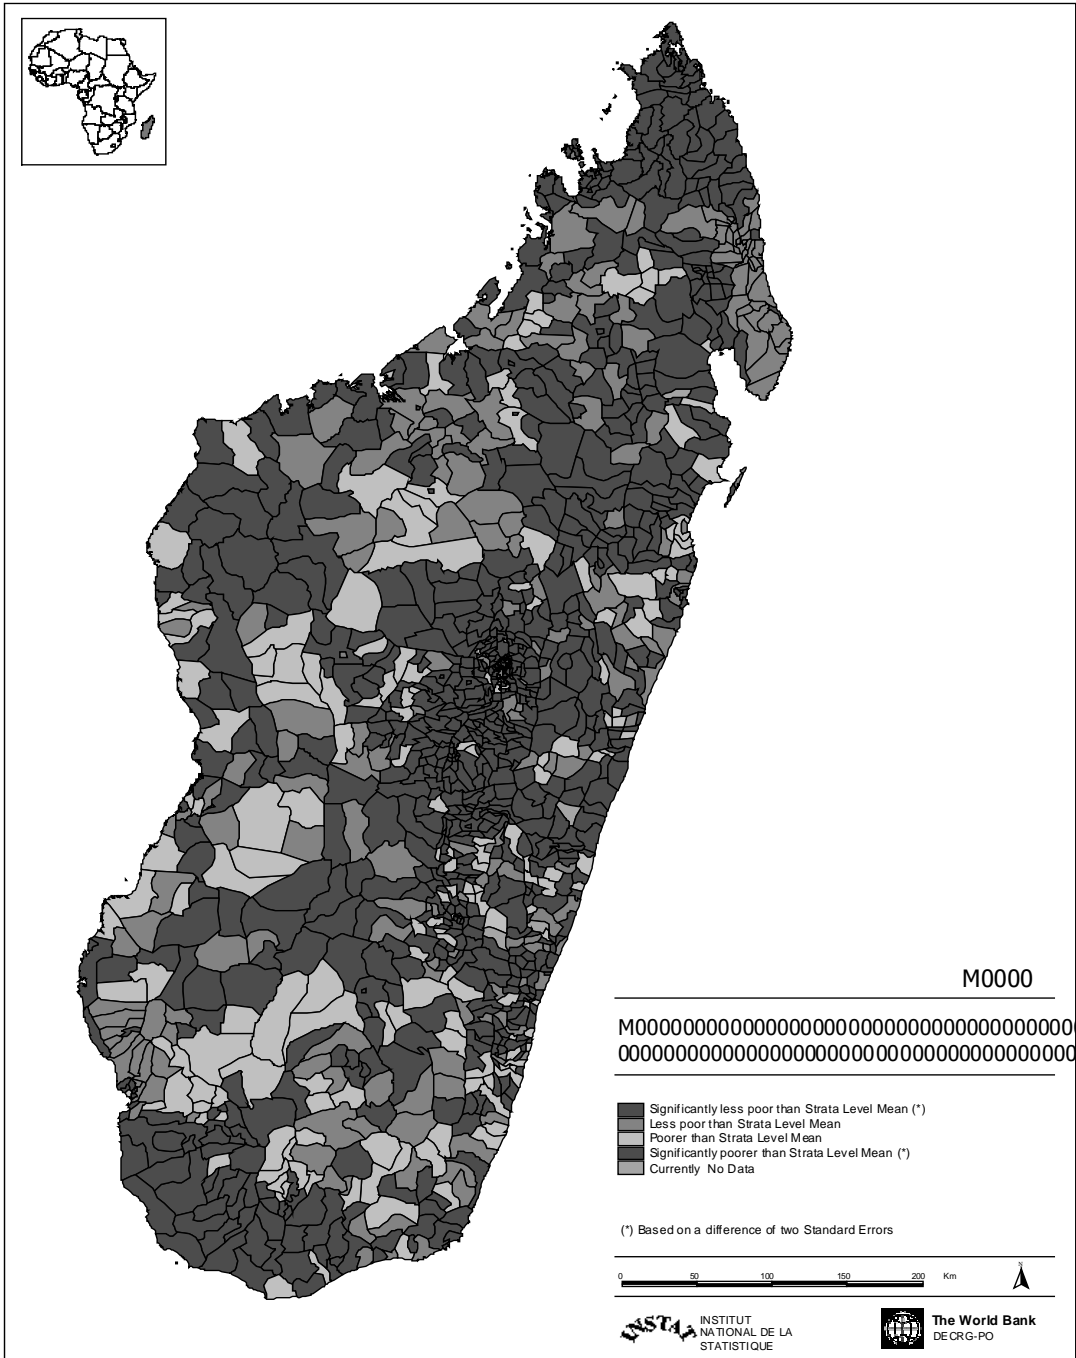 M0000
M00000000000000000000000000000000000000
000000000000000000000000000000000000000
Significantly less poor than Strata Level Mean (*)
Less poor than Strata Level Mean
Poorer than Strata Level Mean
Significantly poorer than Strata Level Mean (*)
Currently No Data
(*) Based on a difference of two Standard Errors
0 50 100 150 200 Km
N
INSTAT
INSTITUT
NATIONAL DE LA
STATISTIQUE
The World Bank
DECRG-PO